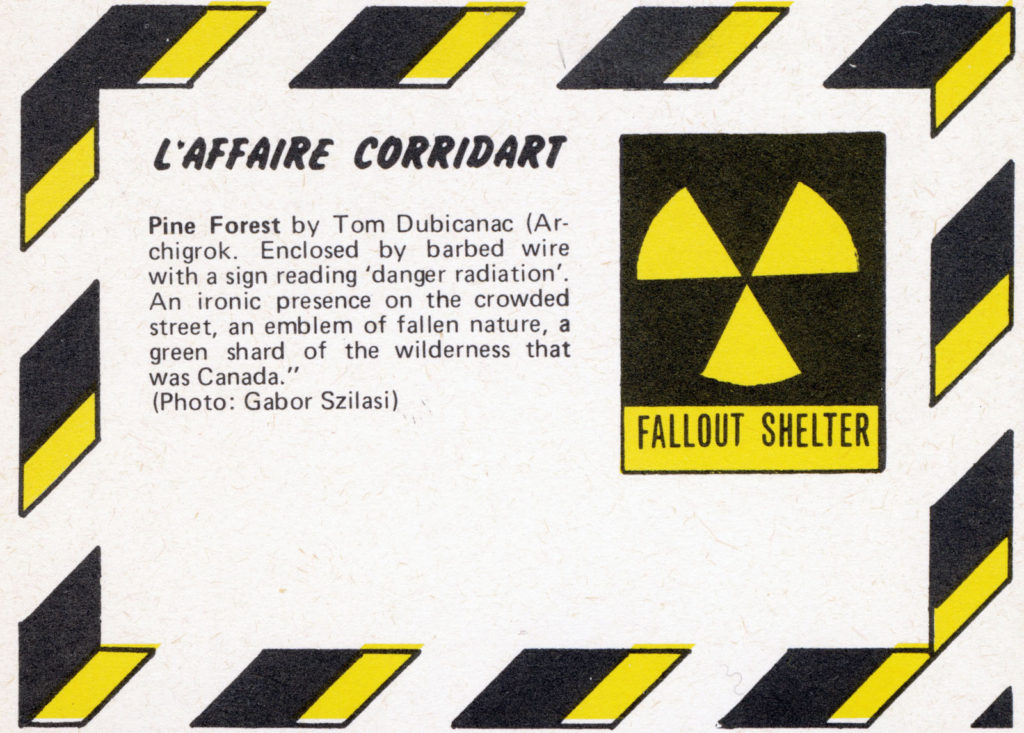 L'AFFAIRE CORRIDART
Pine Forest by Tom Dubicanac (Ar-
chigrok. Enclosed by barbed wire
with a sign reading ‘danger radiation’.
An ironic presence on the crowded
street, an emblem of fallen nature, a
green shard of the wilderness that
was Canada.”
(Photo: Gabor Szilasi)
FALLOUT SHELTER